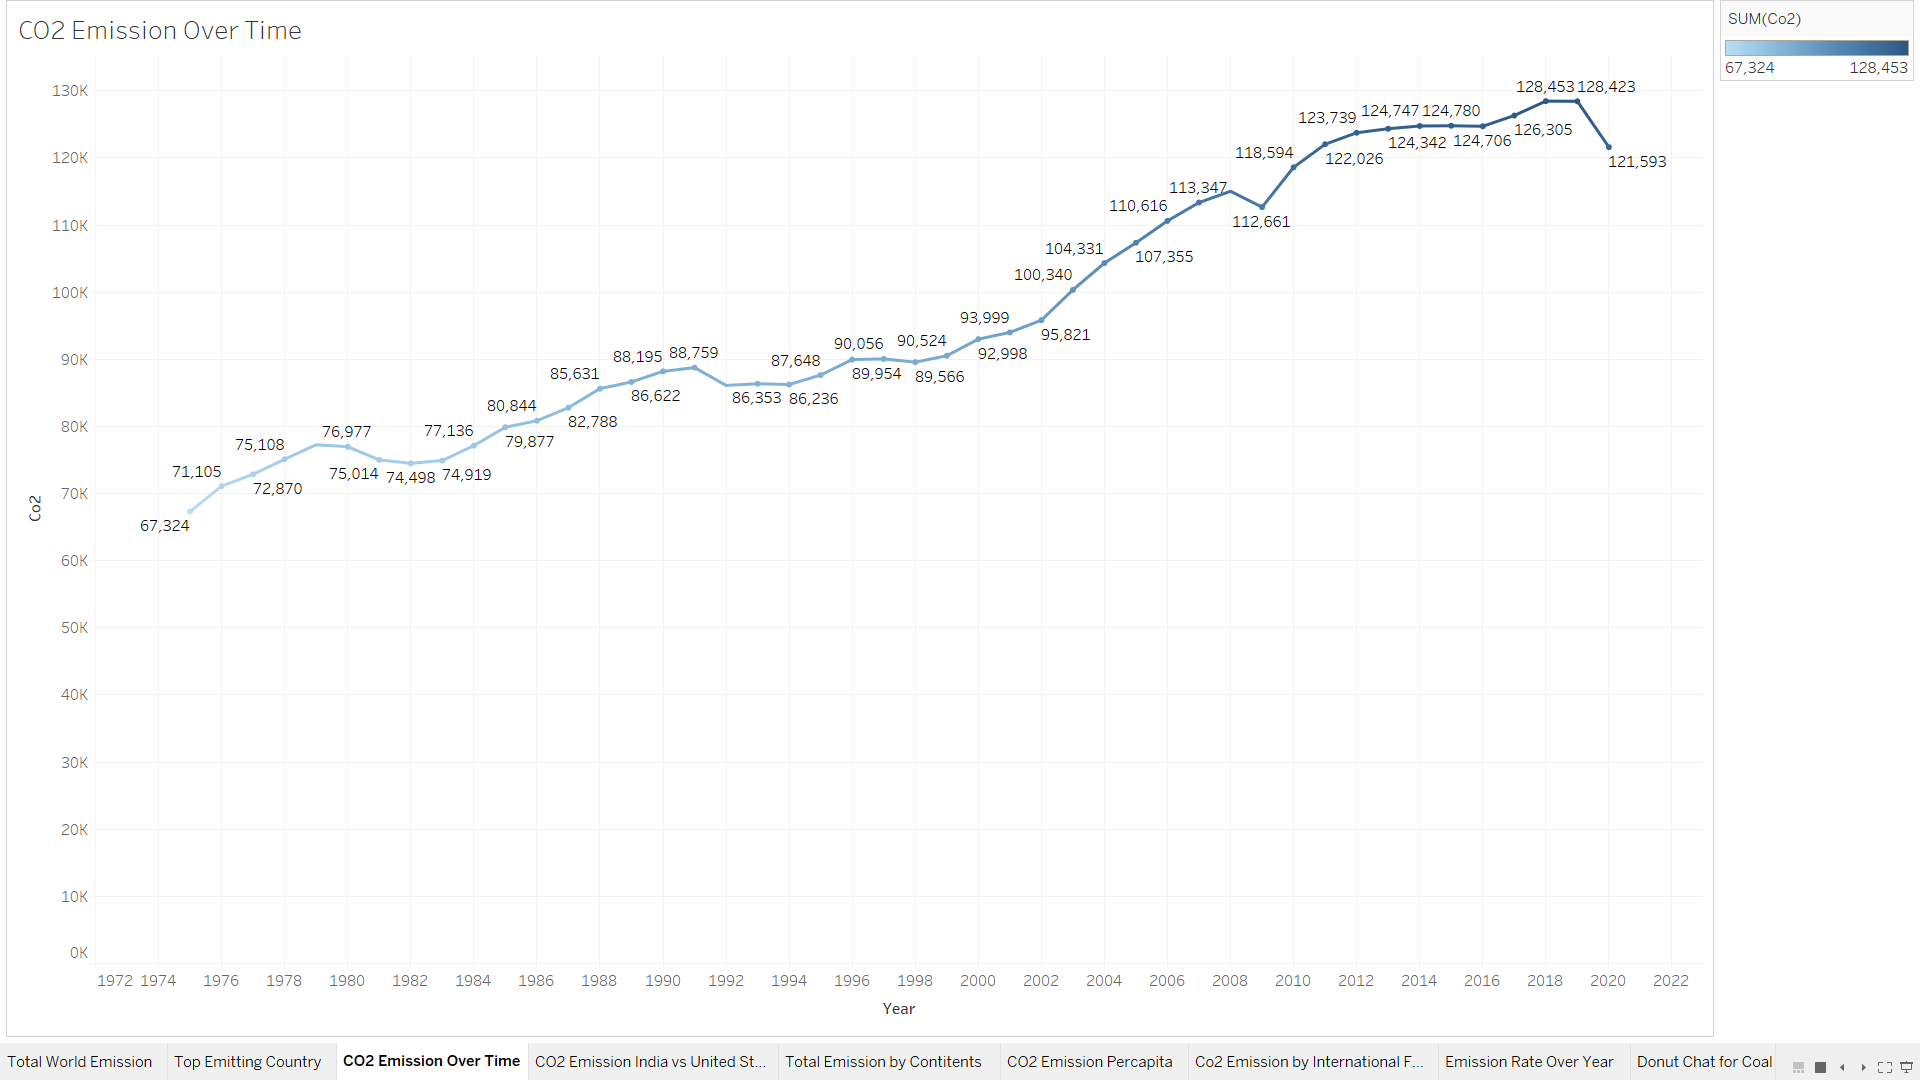 CO2 Emission Over Time
SUM(Co2)
67,324 128,453
130K
120K
110K
100K
90K
80K
70K
60K
50K
40K
30K
20K
10K
0K
Co2
67,324
71,105
72,870
75,108
76,977
75,014
74,498
74,919
77,136
79,877
80,844
82,788
85,631
86,622
88,195
88,759
86,353
86,236
87,648
90,056
89,954
89,566
90,524
92,998
93,999
95,821
100,340
104,331
107,355
110,616
113,347
112,661
118,594
122,026
123,739
124,342
124,747
124,780
124,706
126,305
128,453
128,423
121,593
1972 1974 1976 1978 1980 1982 1984 1986 1988 1990 1992 1994 1996 1998 2000 2002 2004 2006 2008 2010 2012 2014 2016 2018 2020 2022
Year
Total World Emission Top Emitting Country CO2 Emission Over Time CO2 Emission India vs United St... Total Emission by Contitents CO2 Emission Percapita Co2 Emission by International F... Emission Rate Over Year Donut Chat for Coal